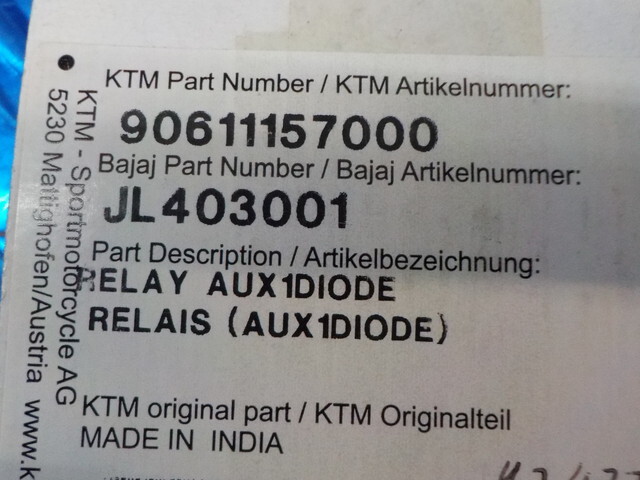 KTM Part Number / KTM Artikelnummer:
90611157000
Bajaj Part Number / Bajaj Artikelnummer:
JL403001
Part Description / Artikelbezeichnung:
RELAY AUX1DIODE
RELAIS (AUX1DIODE)
KTM original part / KTM Originalteil
MADE IN INDIA
KTM - Sportmotorcycle AG
5230 Mattighofen/Austria www.k